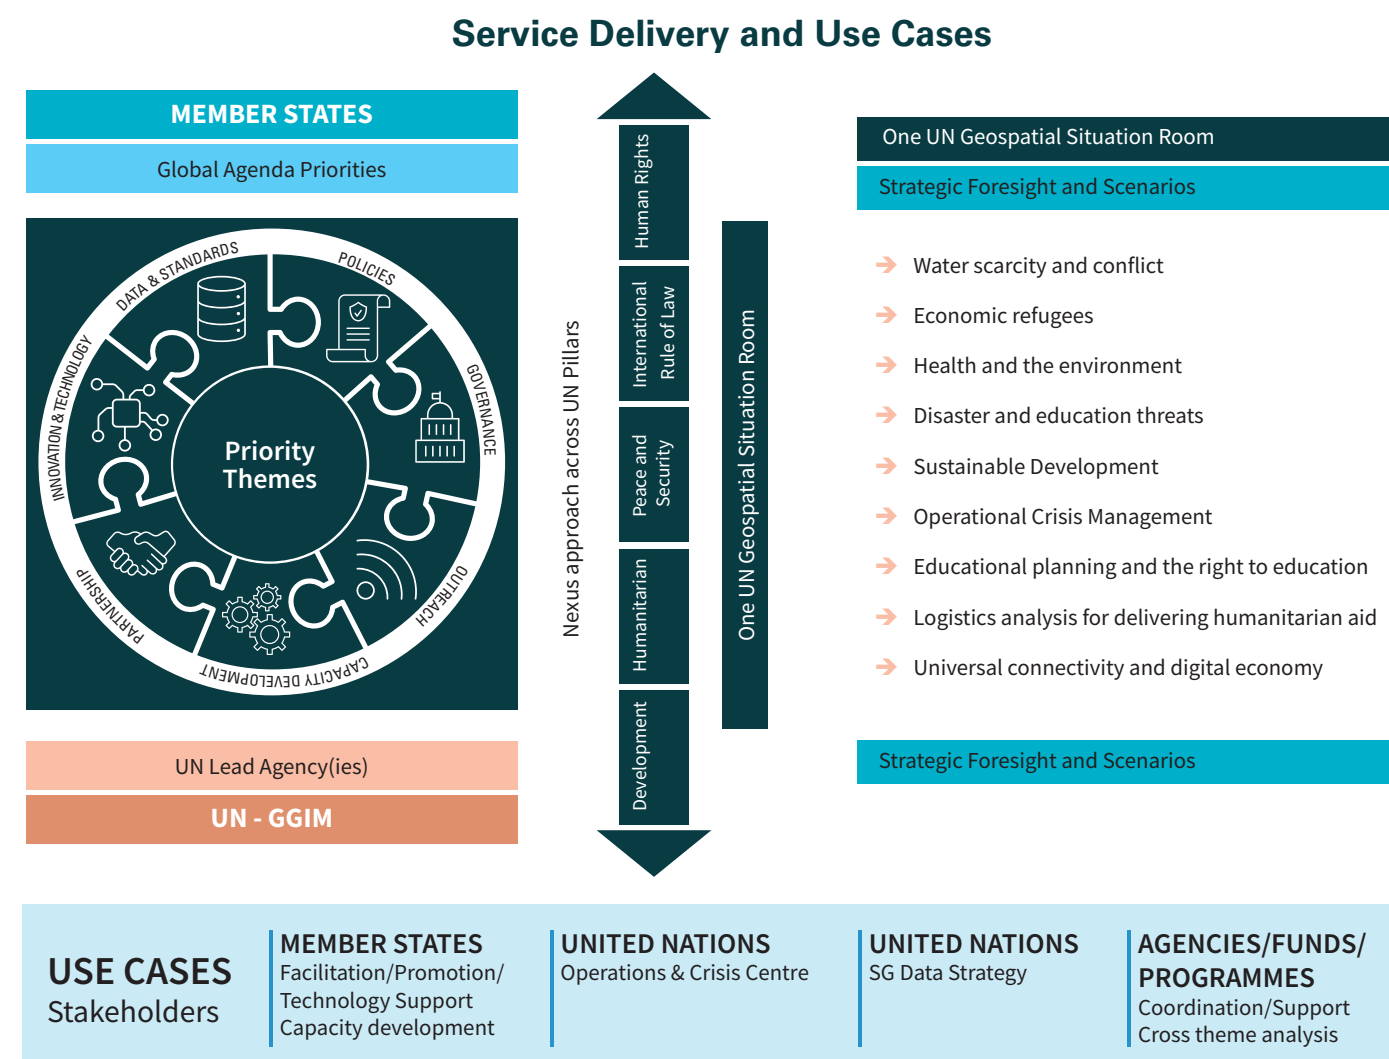 Service Delivery and Use Cases
MEMBER STATES
Global Agenda Priorities
DATA & STANDARDS
POLICIES
GOVERNANCE
OUTREACH
CAPACITY DEVELOPMENT
PARTNERSHIP
INNOVATION & TECHNOLOGY
Priority
Themes
UN Lead Agency(ies)
UN - GGIM
Nexus approach across UN Pillars
Human Rights
International
Rule of Law
Peace and
Security
Humanitarian
Development
One UN Geospatial Situation Room
One UN Geospatial Situation Room
Strategic Foresight and Scenarios
Water scarcity and conflict
Economic refugees
Health and the environment
Disaster and education threats
Sustainable Development
Operational Crisis Management
Educational planning and the right to education
Logistics analysis for delivering humanitarian aid
Universal connectivity and digital economy
Strategic Foresight and Scenarios
USE CASES
Stakeholders
MEMBER STATES
Facilitation/Promotion/
Technology Support
Capacity development
UNITED NATIONS
Operations & Crisis Centre
UNITED NATIONS
SG Data Strategy
AGENCIES/FUNDS/
PROGRAMMES
Coordination/Support
Cross theme analysis